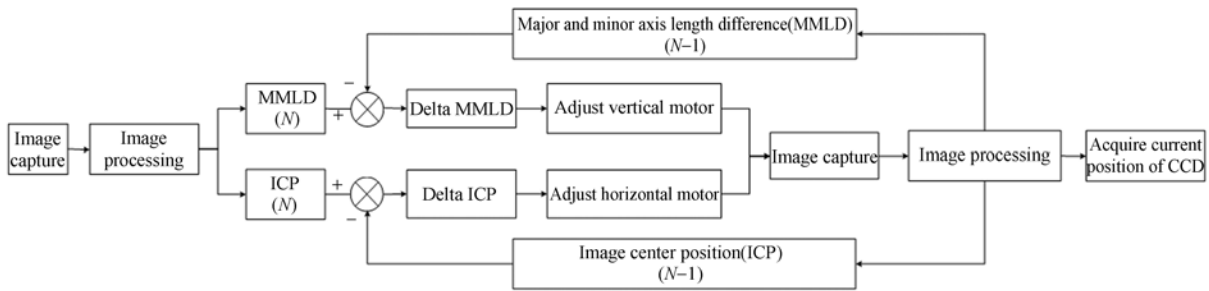 Major and minor axis length difference(MMLD)
(N−1)
−
MMLD
(N)
+
Delta MMLD
Adjust vertical motor
Image
capture
Image
processing
Image capture
Image processing
Acquire current
position of CCD
ICP
(N)
+
−
Delta ICP
Adjust horizontal motor
Image center position(ICP)
(N−1)